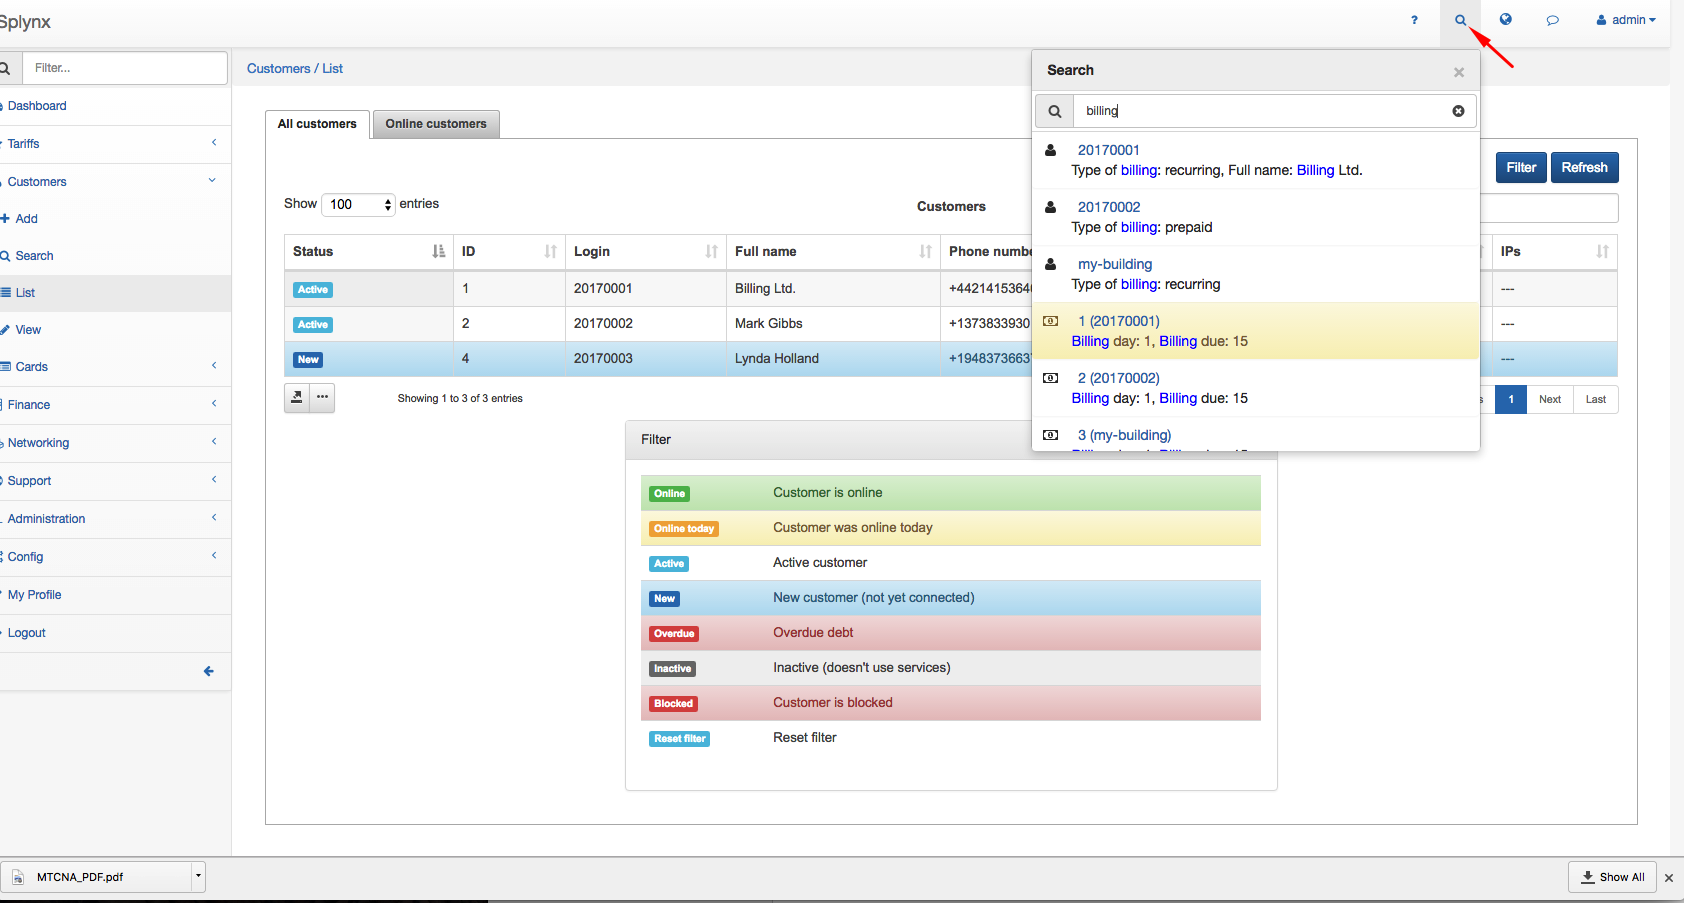 Splynx
?
admin
Filter...
Customers / List
Search
billing
Dashboard
Tariffs
Customers
Add
Search
List
View
Cards
Finance
Networking
Support
Administration
Config
My Profile
Logout
All customers
Online customers
20170001
Type of billing: recurring, Full name: Billing Ltd.
20170002
Type of billing: prepaid
my-building
Type of billing: recurring
1 (20170001)
Billing day: 1, Billing due: 15
2 (20170002)
Billing day: 1, Billing due: 15
3 (my-building)
Filter Refresh
Show 100 entries
Customers
Status ID Login Full name Phone numbe IPs
Active 1 20170001 Billing Ltd. +4421415364 ---
Active 2 20170002 Mark Gibbs +1373833930 ---
New 4 20170003 Lynda Holland +1948373663 ---
Showing 1 to 3 of 3 entries
s 1 Next Last
Filter
Online Customer is online
Online today Customer was online today
Active Active customer
New New customer (not yet connected)
Overdue Overdue debt
Inactive Inactive (doesn't use services)
Blocked Customer is blocked
Reset filter Reset filter
MTCNA_PDF.pdf
Show All